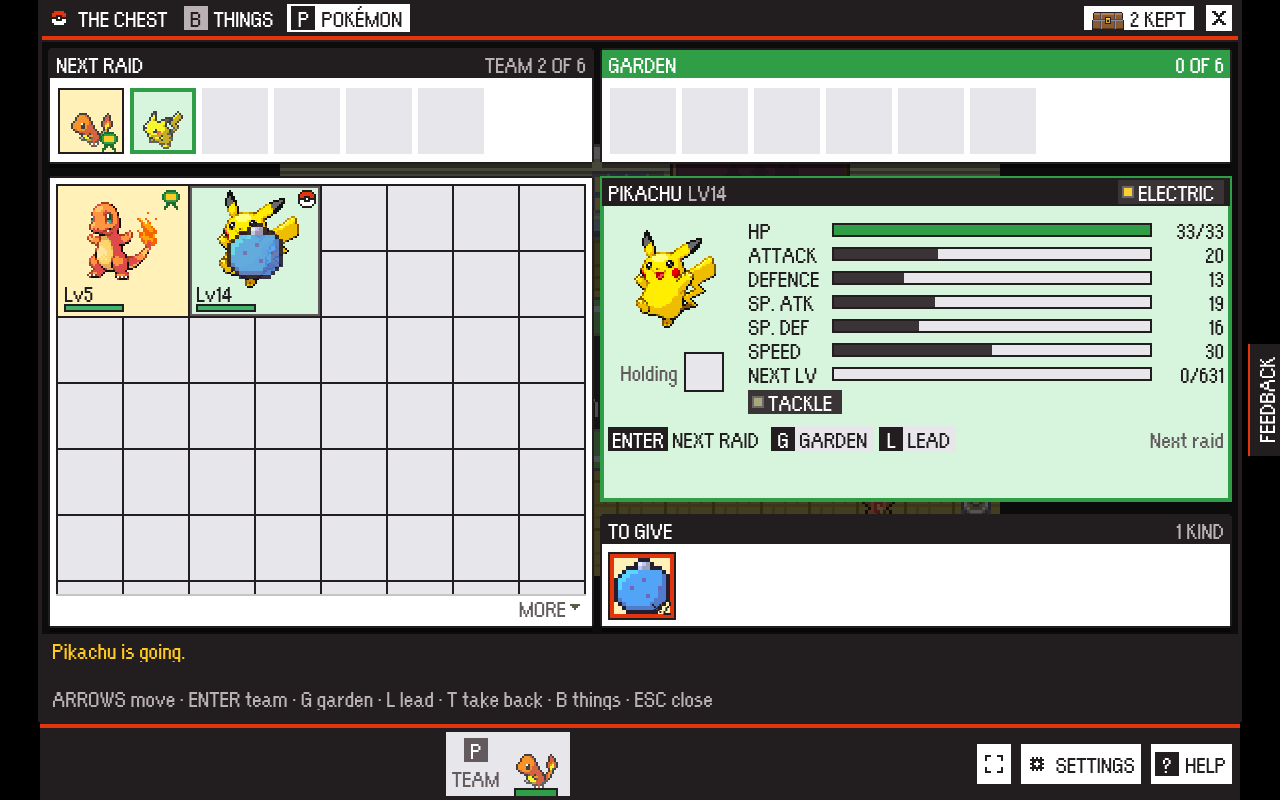 THE CHEST B THINGS P POKÉMON 2 KEPT X
NEXT RAID TEAM 2 OF 6
GARDEN 0 OF 6
PIKACHU LV14 ELECTRIC
HP 33/33
ATTACK 20
DEFENCE 13
SP. ATK 19
SP. DEF 16
SPEED 30
NEXT LV 0/631
Holding
TACKLE
ENTER NEXT RAID G GARDEN L LEAD Next raid
Lv5 Lv14
MORE
TO GIVE 1 KIND
Pikachu is going.
ARROWS move · ENTER team · G garden · L lead · T take back · B things · ESC close
P
TEAM
SETTINGS
? HELP
FEEDBACK